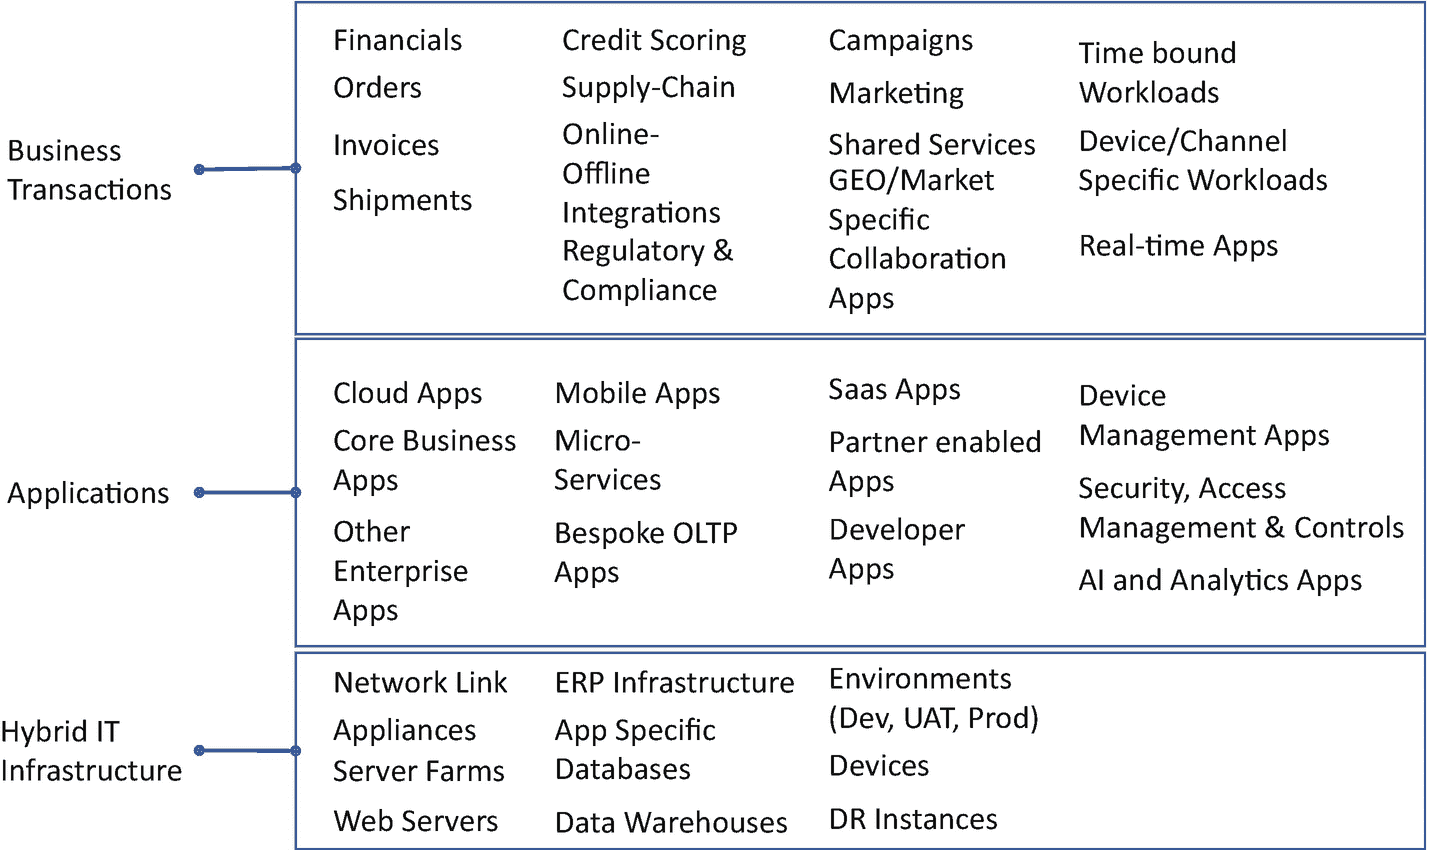 Business
Transactions
Financials
Orders
Invoices
Shipments
Credit Scoring
Supply-Chain
Online-
Offline
Integrations
Regulatory &
Compliance
Campaigns
Marketing
Shared Services
GEO/Market
Specific
Collaboration
Apps
Time bound
Workloads
Device/Channel
Specific Workloads
Real-time Apps
Applications
Cloud Apps
Core Business
Apps
Other
Enterprise
Apps
Mobile Apps
Micro-
Services
Bespoke OLTP
Apps
Saas Apps
Partner enabled
Apps
Developer
Apps
Device
Management Apps
Security, Access
Management & Controls
AI and Analytics Apps
Hybrid IT
Infrastructure
Network Link
Appliances
Server Farms
Web Servers
ERP Infrastructure
App Specific
Databases
Data Warehouses
Environments
(Dev, UAT, Prod)
Devices
DR Instances